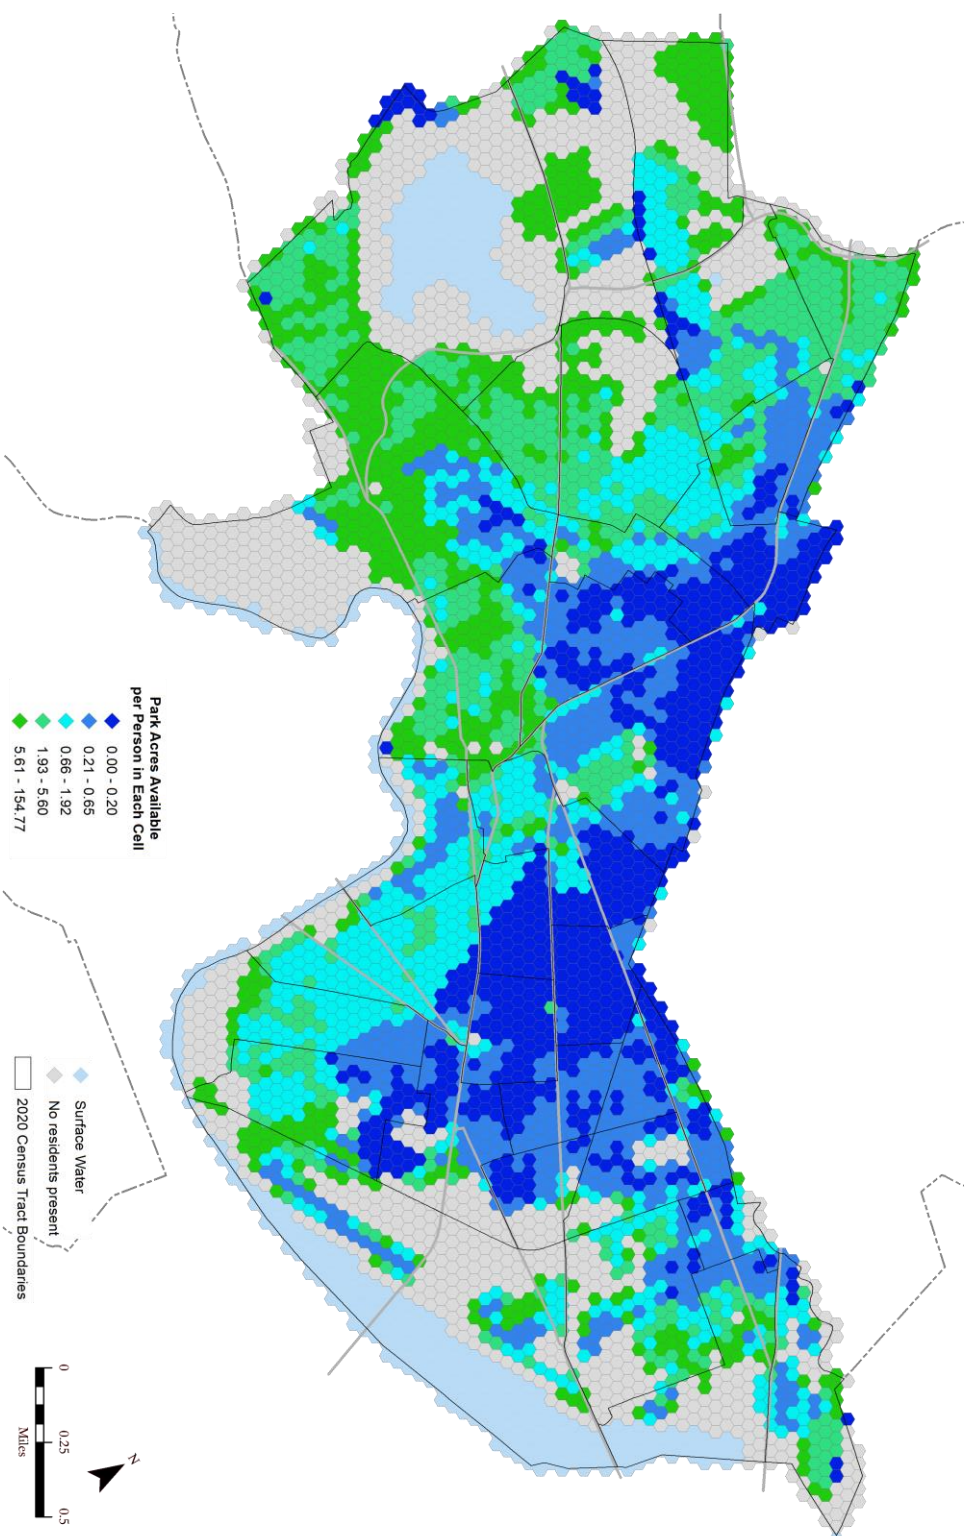 Park Acres Available
per Person in Each Cell
0.00 - 0.20
0.21 - 0.65
0.66 - 1.92
1.93 - 5.60
5.61 - 154.77
Surface Water
No residents present
2020 Census Tract Boundaries
N
0 0.25 0.5
Miles